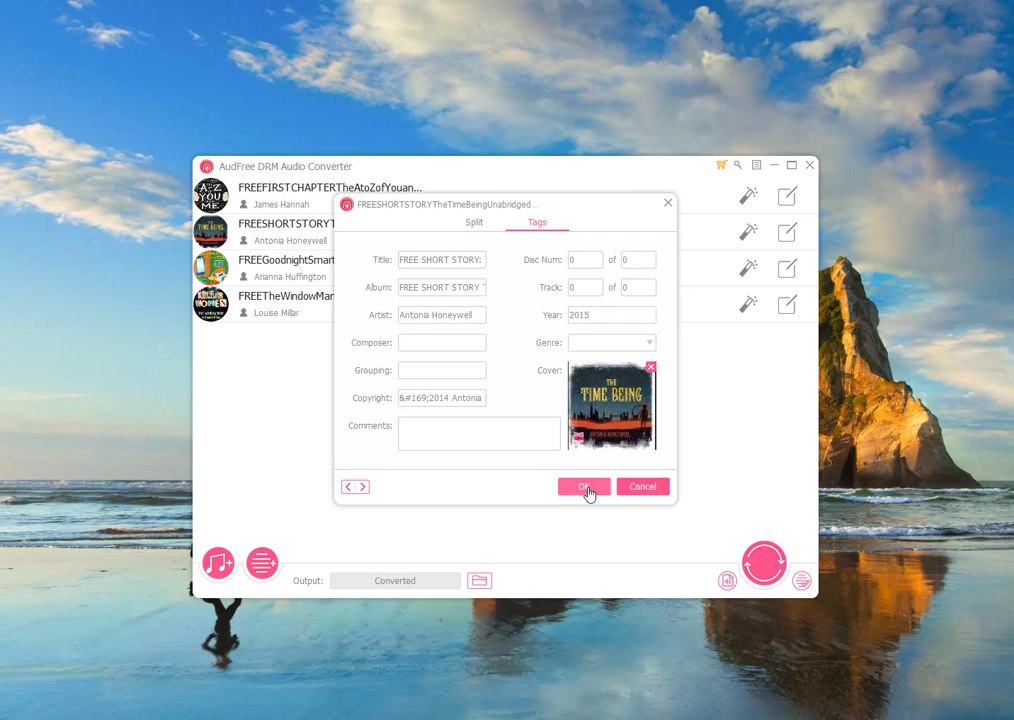 AudFree DRM Audio Converter
FREEFIRSTCHAPTERTheAtoZofYouan...
James Hannah
FREESHORTSTORYT
Antonia Honeywell
FREEGoodnightSmart
Arianna Huffington
FREETheWindowMan
Louise Millar
FREESHORTSTORYTheTimeBeingUnabridged...
Split Tags
Title: FREE SHORT STORY: Disc Num: 0 of 0
Album: FREE SHORT STORY T Track: 0 of 0
Artist: Antonia Honeywell Year: 2015
Composer: Genre:
Grouping: Cover:
Copyright: &#169;2014 Antonia
Comments:
THE
TIME BEING
OK Cancel
Output: Converted